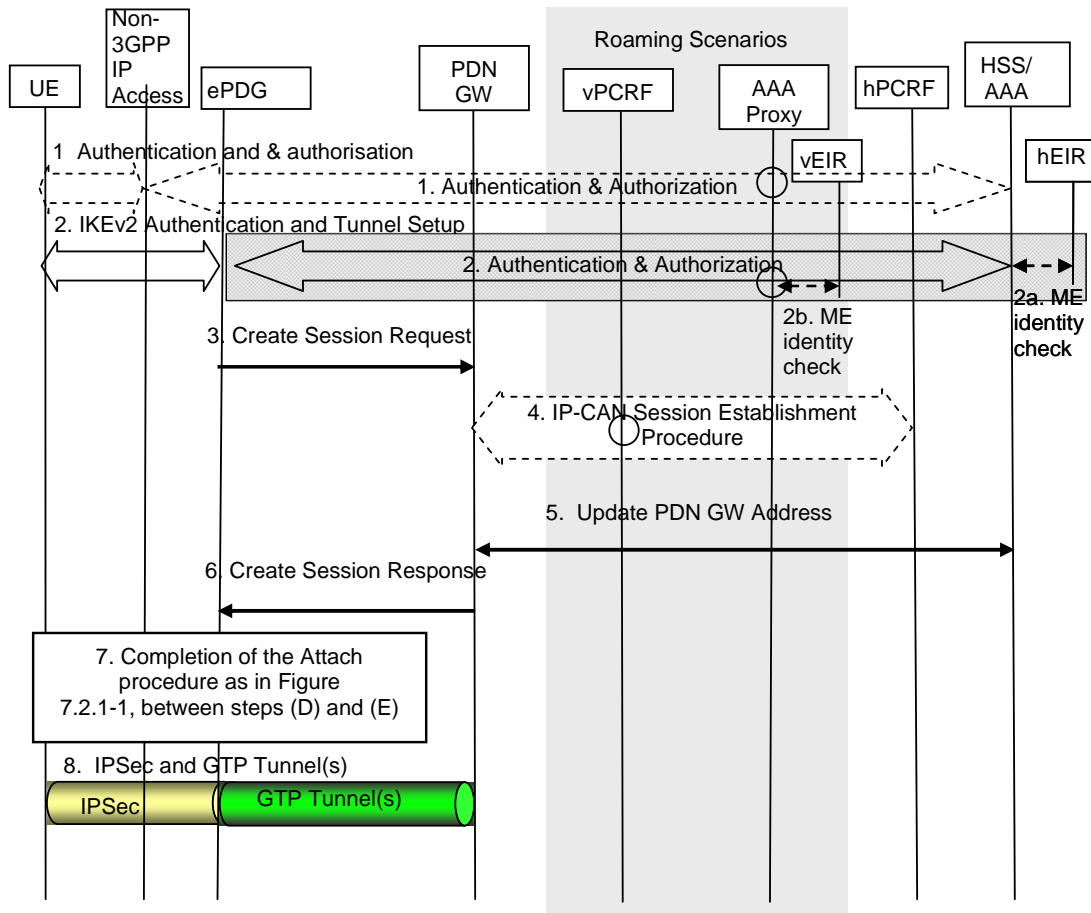 Non-
3GPP
IP
Access
Roaming Scenarios
UE
ePDG
PDN
GW
vPCRF
AAA
Proxy
hPCRF
HSS/
AAA
vEIR
hEIR
1 Authentication and & authorisation
1. Authentication & Authorization
2. IKEv2 Authentication and Tunnel Setup
2. Authentication & Authorization
2a. ME
identity
check
2b. ME
identity
check
3. Create Session Request
4. IP-CAN Session Establishment
Procedure
5. Update PDN GW Address
6. Create Session Response
7. Completion of the Attach
procedure as in Figure
7.2.1-1, between steps (D) and (E)
8. IPSec and GTP Tunnel(s)
IPSec
GTP Tunnel(s)